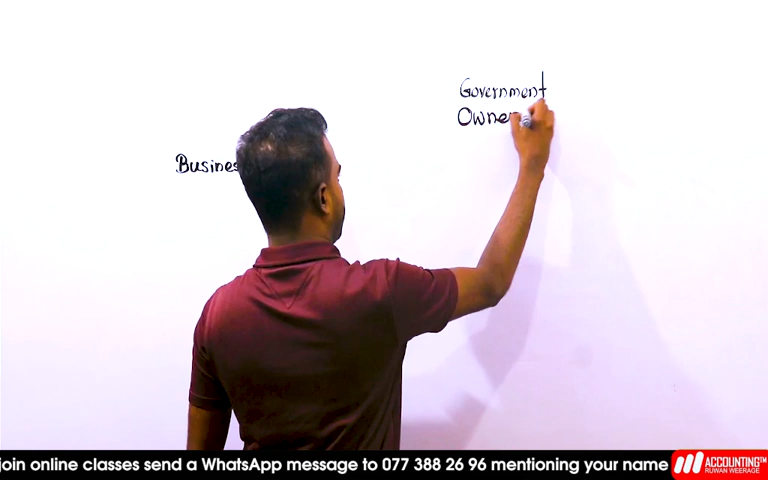 Government
Owner
Busines
join online classes send a WhatsApp message to 077 388 26 96 mentioning your name
ACCOUNTING™
RUWAN WEERAGE